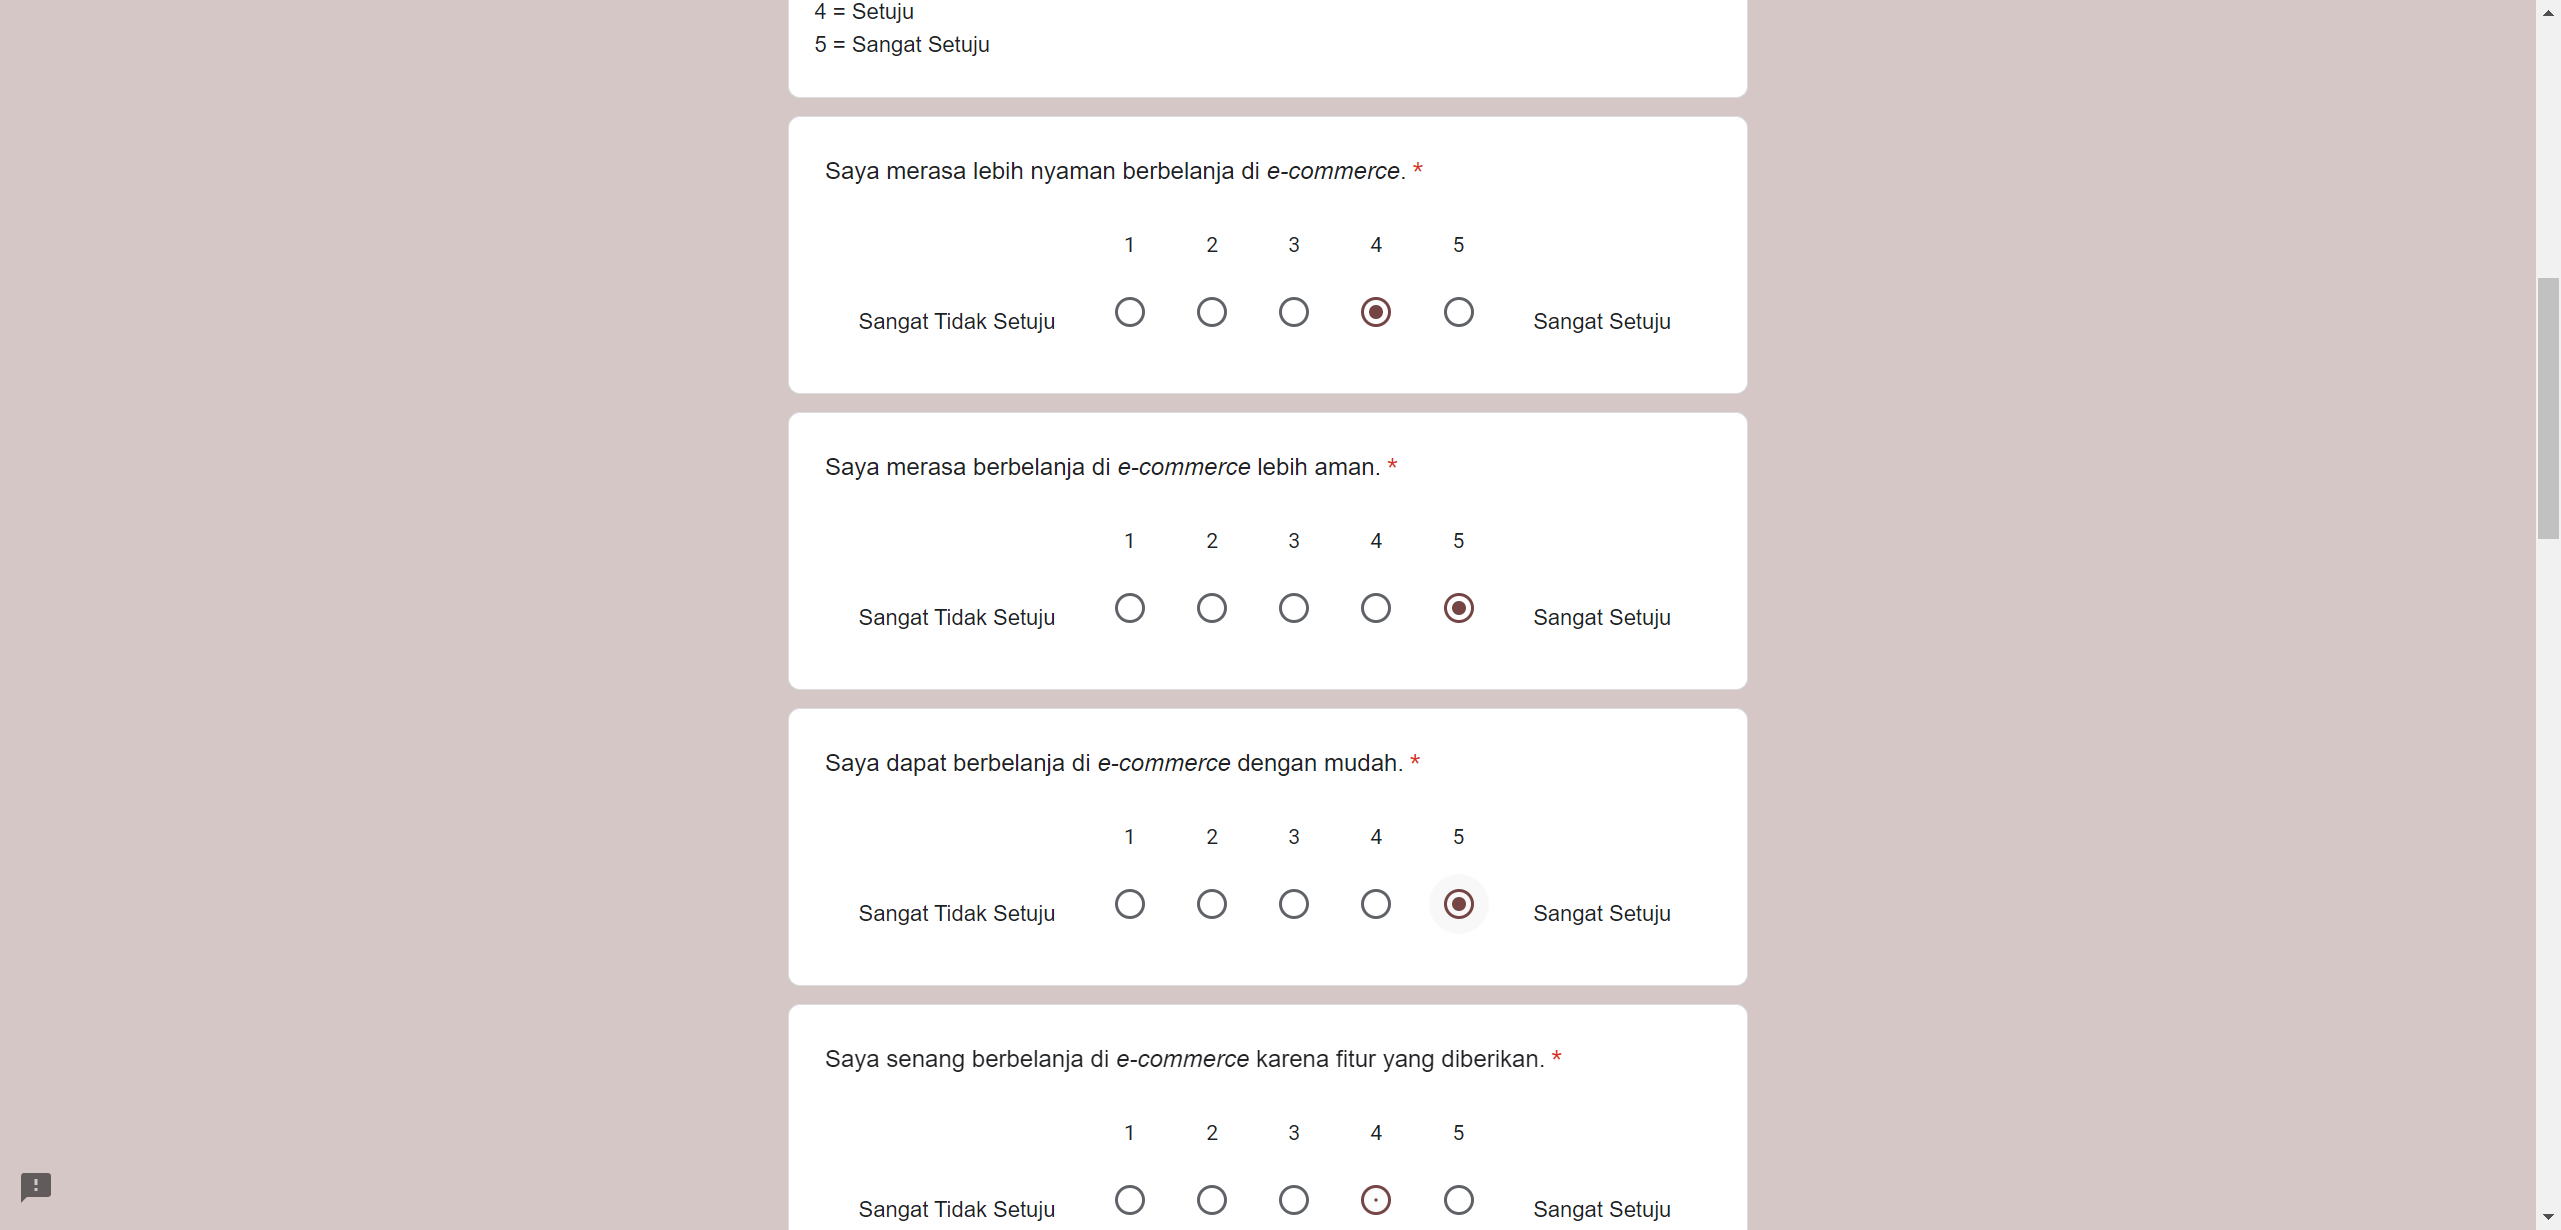 4 = Setuju
5 = Sangat Setuju
Saya merasa lebih nyaman berbelanja di e-commerce. *
1 2 3 4 5
Sangat Tidak Setuju Sangat Setuju
Saya merasa berbelanja di e-commerce lebih aman. *
1 2 3 4 5
Sangat Tidak Setuju Sangat Setuju
Saya dapat berbelanja di e-commerce dengan mudah. *
1 2 3 4 5
Sangat Tidak Setuju Sangat Setuju
Saya senang berbelanja di e-commerce karena fitur yang diberikan. *
1 2 3 4 5
Sangat Tidak Setuju Sangat Setuju